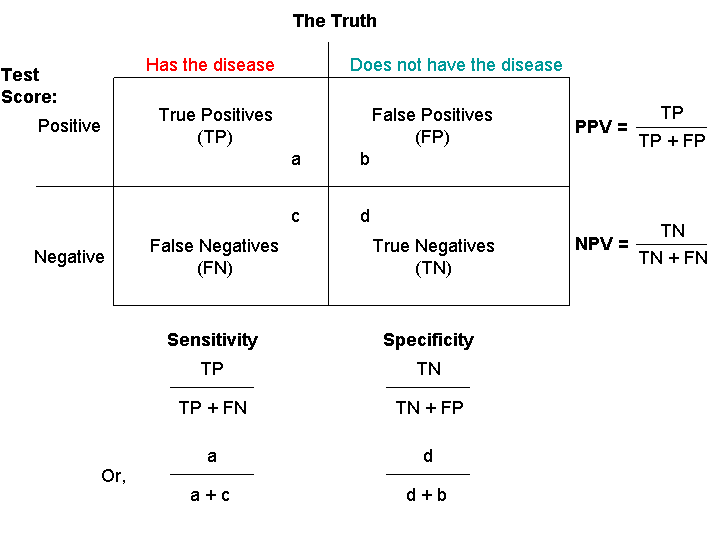 The Truth
Has the disease
Does not have the disease
Test
Score:
Positive
True Positives
(TP)
False Positives
(FP)
a
b
PPV =
TP
TP + FP
c
d
Negative
False Negatives
(FN)
True Negatives
(TN)
NPV =
TN
TN + FN
Sensitivity
Specificity
TP
TP + FN
TN
TN + FP
Or,
a
a + c
d
d + b